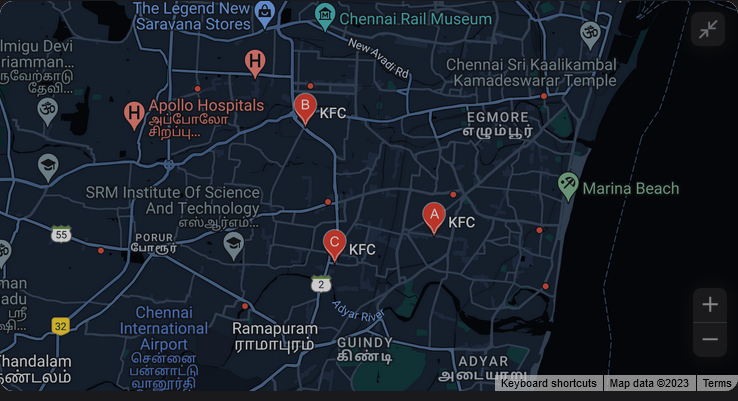 The Legend New
Saravana Stores
Chennai Rail Museum
New Avadi Rd
Chennai Sri Kaalikambal
Kamadeswarar Temple
lmigu Devi
riamman...
ருவேற்காடு
தேவி...
H
H
Apollo Hospitals
அப்போலோ
சிறப்பு...
B
KFC
EGMORE
எழும்பூர்
SRM Institute Of Science
And Technology
எஸ்ஆர்எம்...
Marina Beach
A
KFC
55
PORUR
போரூர்
C
KFC
2
man
adu
ஸ்ரீ
ஷி...
32
Adyar River
Chennai
International
Airport
சென்னை
பன்னாட்டு
வானூர்தி
Ramapuram
ராமாபுரம்
GUINDY
கிண்டி
Thandalam
தண்டலம்
ADYAR
அடையாறு
+
−
Keyboard shortcuts
Map data ©2023
Terms